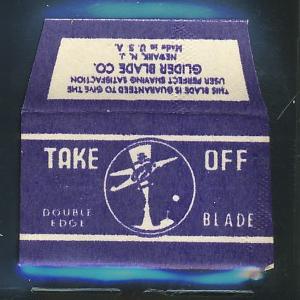 THIS BLADE IS GUARANTEED TO GIVE THE
USER PERFECT SHAVING SATISFACTION
GLIDER BLADE CO.
NEWARK, N. J.
Made in U. S. A.
TAKE OFF
DOUBLE EDGE BLADE